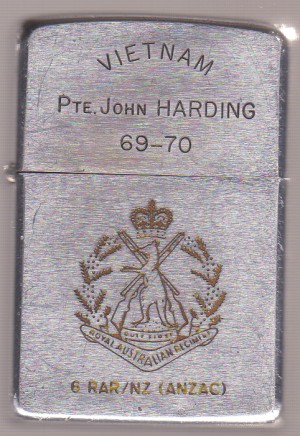 VIETNAM
PTE. JOHN HARDING
69-70
DUTY FIRST
ROYAL AUSTRALIAN REGIMENT
6 RAR/NZ (ANZAC)